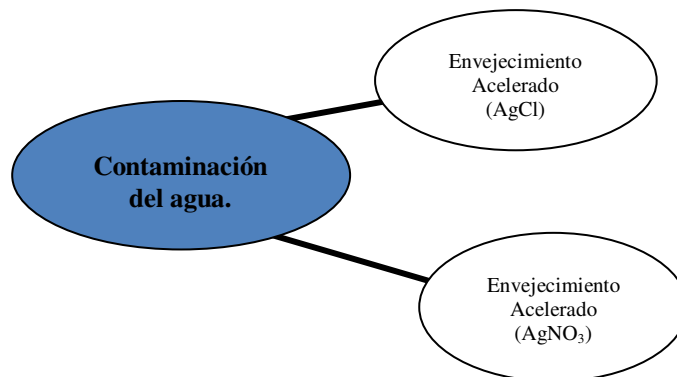 Envejecimiento
Acelerado
(AgCl)
Contaminación
del agua.
Envejecimiento
Acelerado
(AgNO₃)